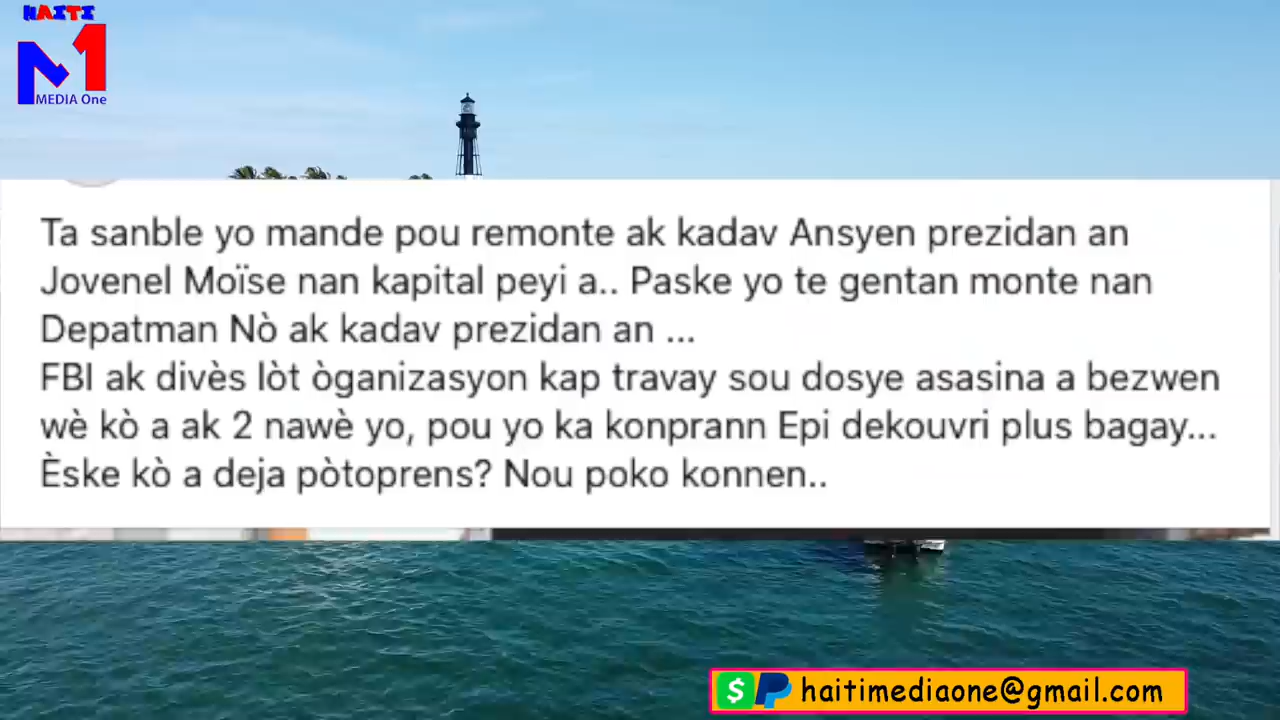 HAITI
M1
MEDIA One
Ta sanble yo mande pou remonte ak kadav Ansyen prezidan an
Jovenel Moïse nan kapital peyi a.. Paske yo te gentan monte nan
Depatman Nò ak kadav prezidan an ...
FBI ak divès lòt òganizasyon kap travay sou dosye asasina a bezwen
wè kò a ak 2 nawè yo, pou yo ka konprann Epi dekouvri plus bagay...
Èske kò a deja pòtoprens? Nou poko konnen..
$ P haitimediaone@gmail.com